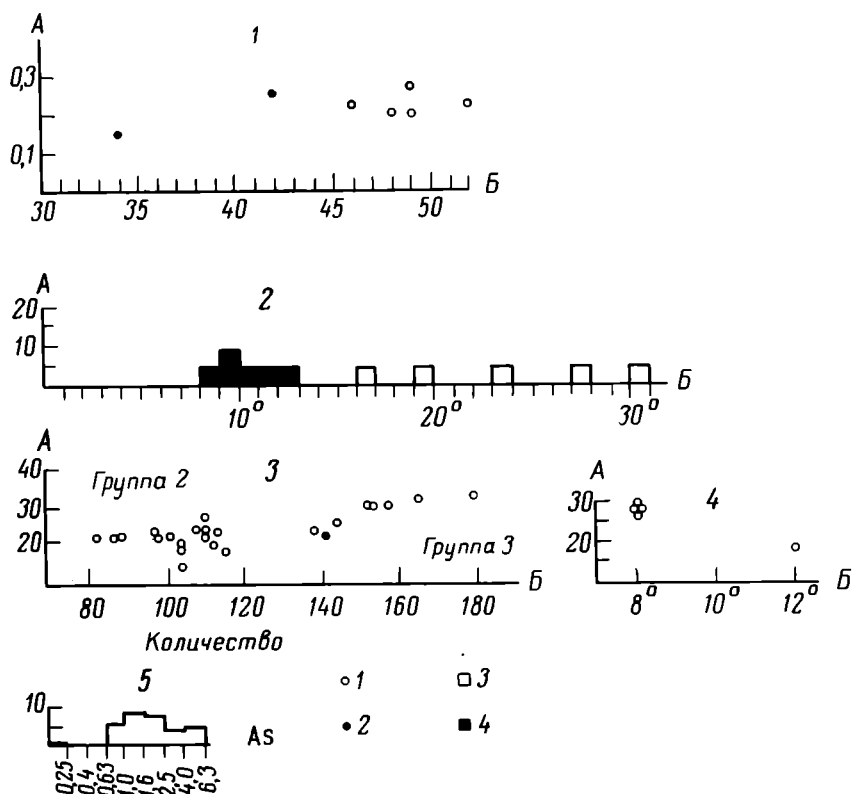 А 1
0,3
0,1
30 35 40 45 50 Б
А 2
20
10
10° 20° 30° Б
А 3
40
30
20
Группа 2
Группа 3
80 100 120 140 160 180 Б
Количество
А 4
30
20
8° 10° 12° Б
5
10
As
0,25 0,4 0,63 1,0 1,6 2,5 4,0 6,3
1 3
2 4